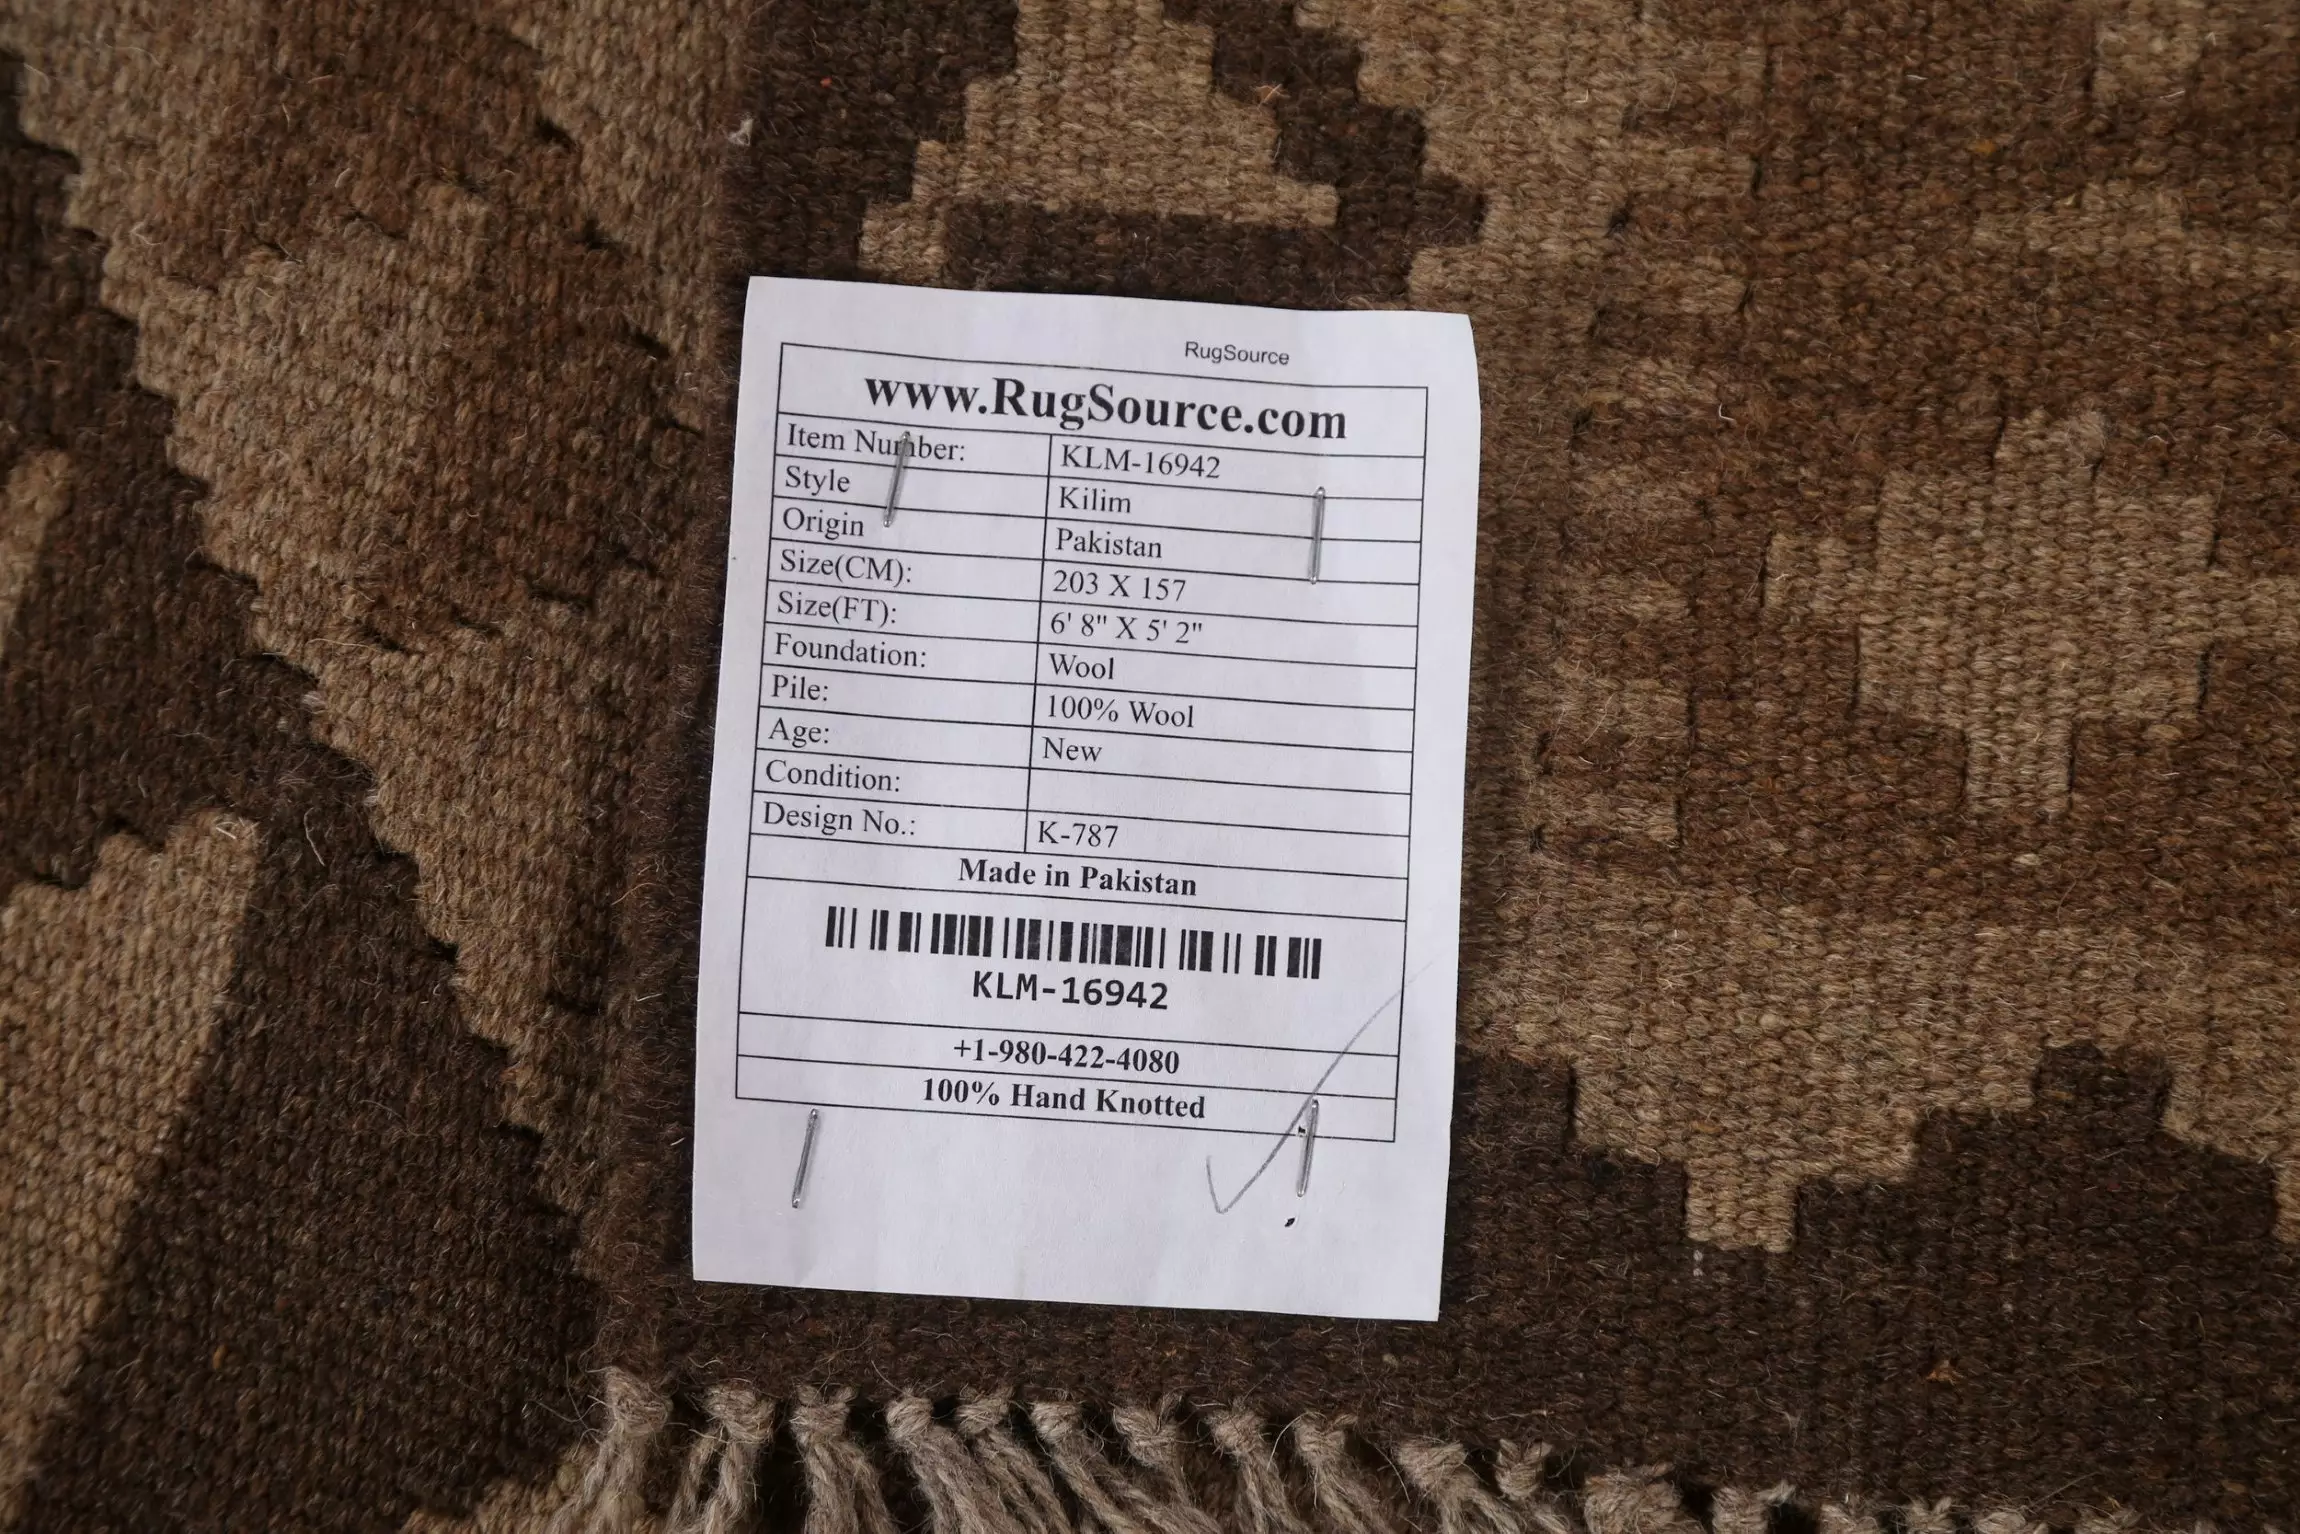 RugSource
www.RugSource.com
Item Number: KLM-16942
Style Kilim
Origin Pakistan
Size(CM): 203 X 157
Size(FT): 6' 8" X 5' 2"
Foundation: Wool
Pile: 100% Wool
Age: New
Condition:
Design No.: K-787
Made in Pakistan
KLM-16942
+1-980-422-4080
100% Hand Knotted